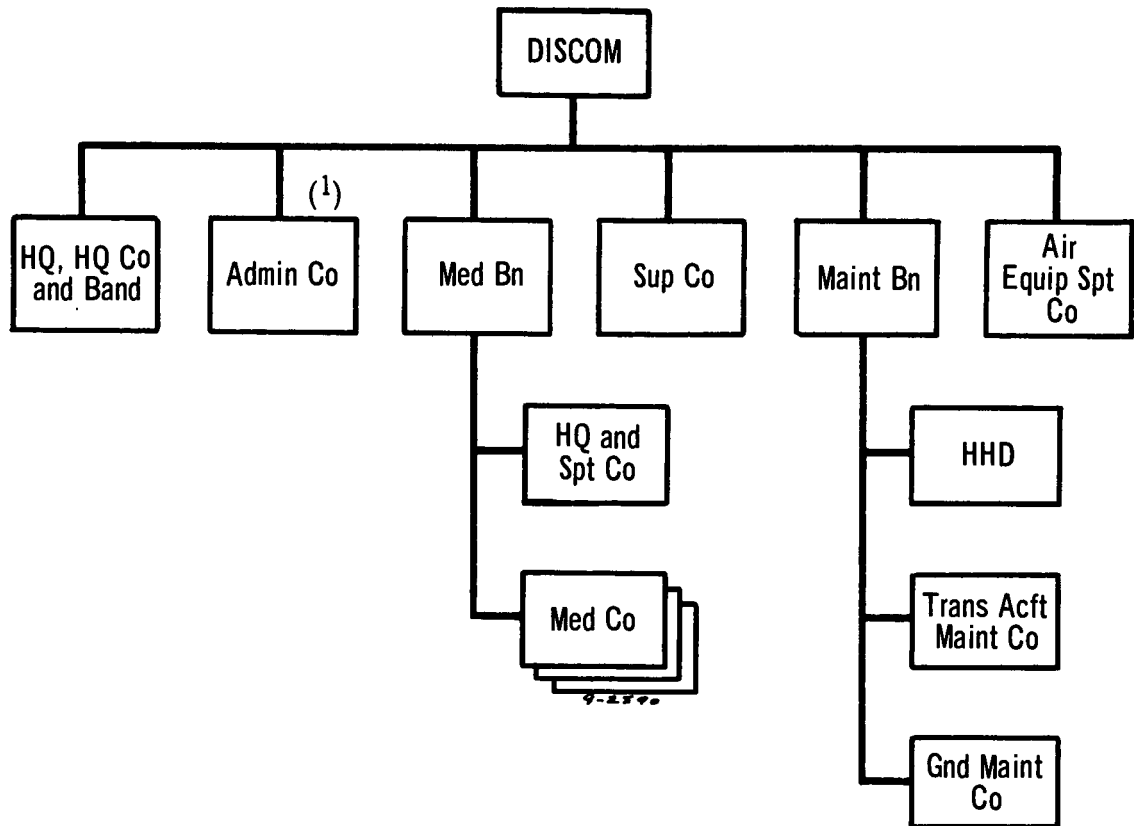 DISCOM
(1)
HQ, HQ Co
and Band
Admin Co
Med Bn
Sup Co
Maint Bn
Air
Equip Spt
Co
HQ and
Spt Co
HHD
Med Co
Trans Acft
Maint Co
Gnd Maint
Co